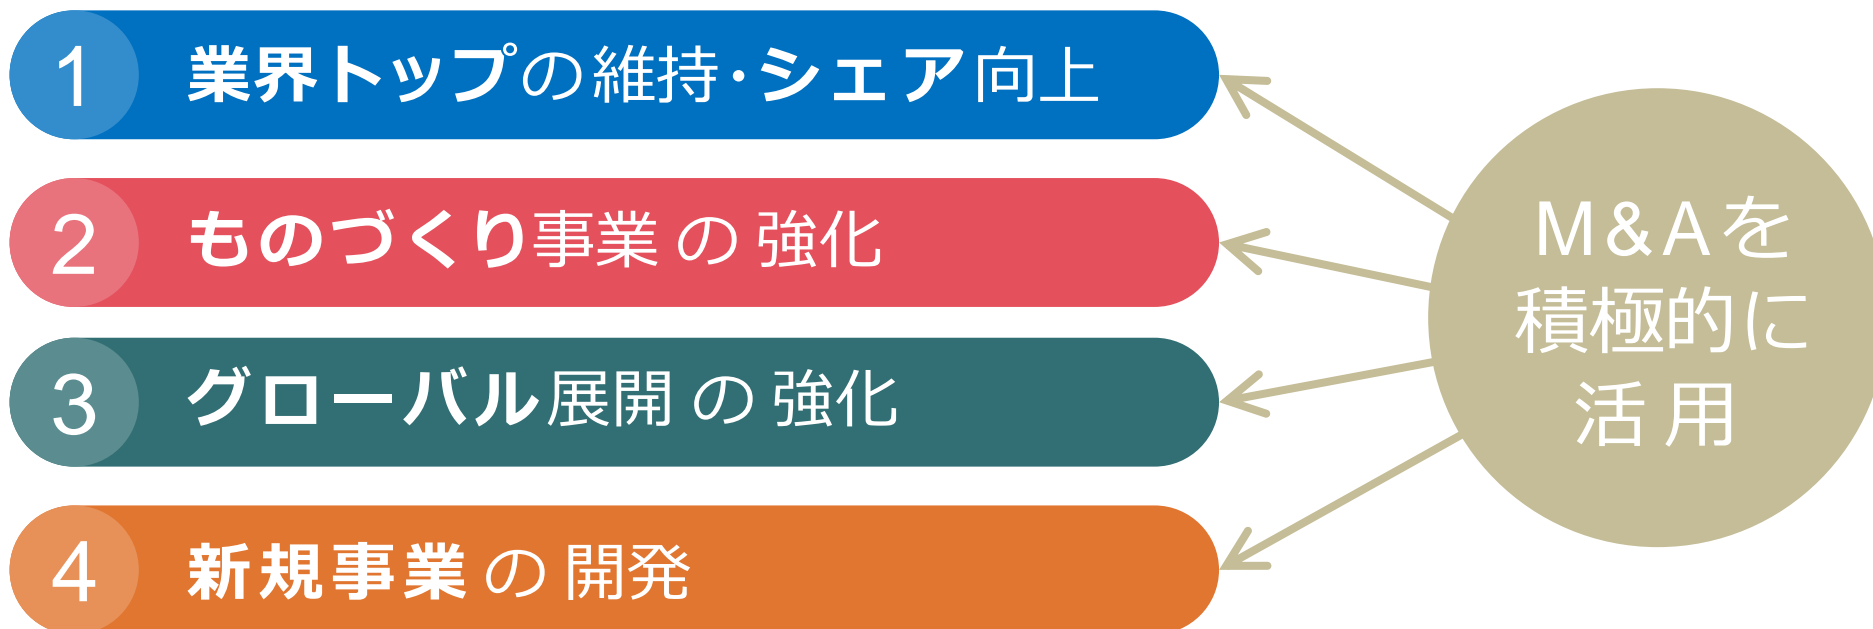 1 業界トップの維持・シェア向上
2 ものづくり事業の強化
3 グローバル展開の強化
4 新規事業の開発
M&Aを
積極的に
活用